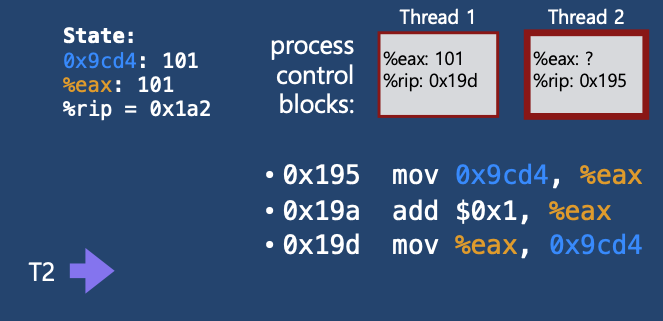 State:
0x9cd4: 101
%eax: 101
%rip = 0x1a2
process
control
blocks:
Thread 1
%eax: 101
%rip: 0x19d
Thread 2
%eax: ?
%rip: 0x195
• 0x195 mov 0x9cd4, %eax
• 0x19a add $0x1, %eax
• 0x19d mov %eax, 0x9cd4
T2